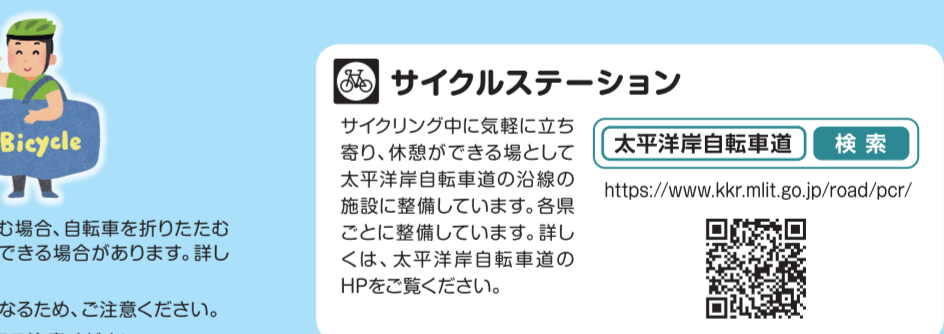 Bicycle
む場合、自転車を折りたたむ
できる場合があります。詳し
なるため、ご注意ください。
サイクルステーション
サイクリング中に気軽に立ち
寄り、休憩ができる場として
太平洋岸自転車道の沿線の
施設に整備しています。各県
ごとに整備しています。詳し
くは、太平洋岸自転車道の
HPをご覧ください。
太平洋岸自転車道 検索
https://www.kkr.mlit.go.jp/road/pcr/